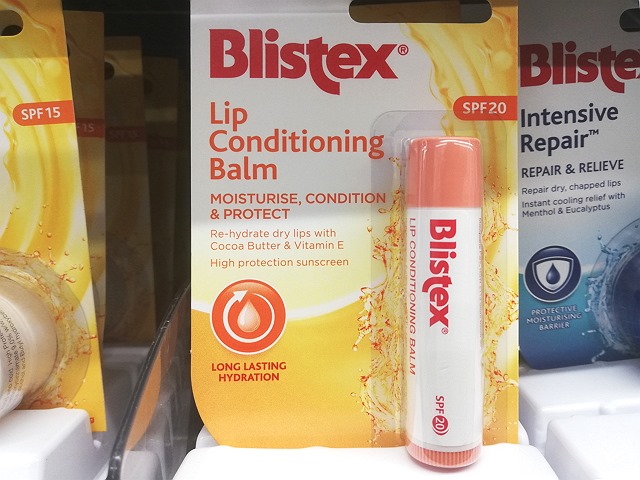 SPF15
SPF15
Blistex®
SPF20
Lip
Conditioning
Balm
MOISTURISE, CONDITION
& PROTECT
Re-hydrate dry lips with
Cocoa Butter & Vitamin E
High protection sunscreen
LONG LASTING
HYDRATION
Blistex®
LIP CONDITIONING BALM
SPF20
Blistex
Intensive
Repair™
REPAIR & RELIEVE
Repair dry, chapped lips
Instant cooling relief with
Menthol & Eucalyptus
PROTECTIVE
MOISTURISING
BARRIER